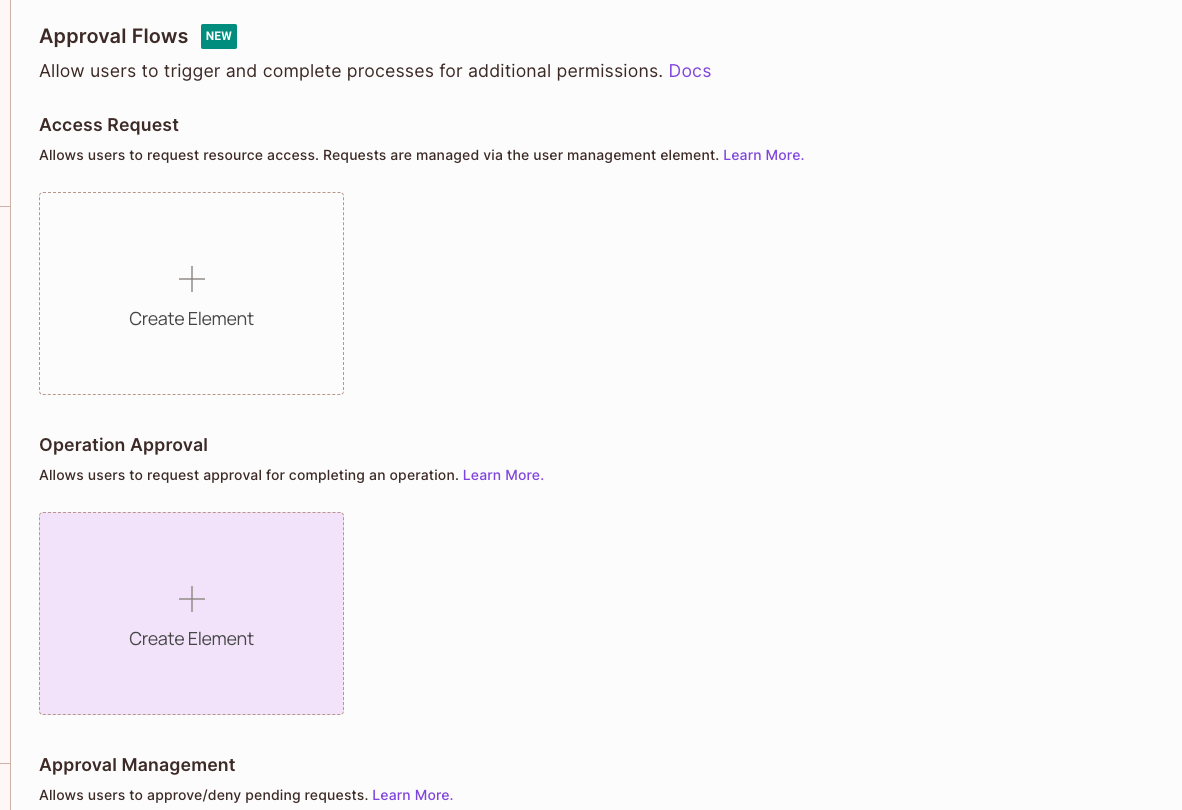 Approval Flows NEW
Allow users to trigger and complete processes for additional permissions. Docs
Access Request
Allows users to request resource access. Requests are managed via the user management element. Learn More.
Create Element
Operation Approval
Allows users to request approval for completing an operation. Learn More.
Create Element
Approval Management
Allows users to approve/deny pending requests. Learn More.